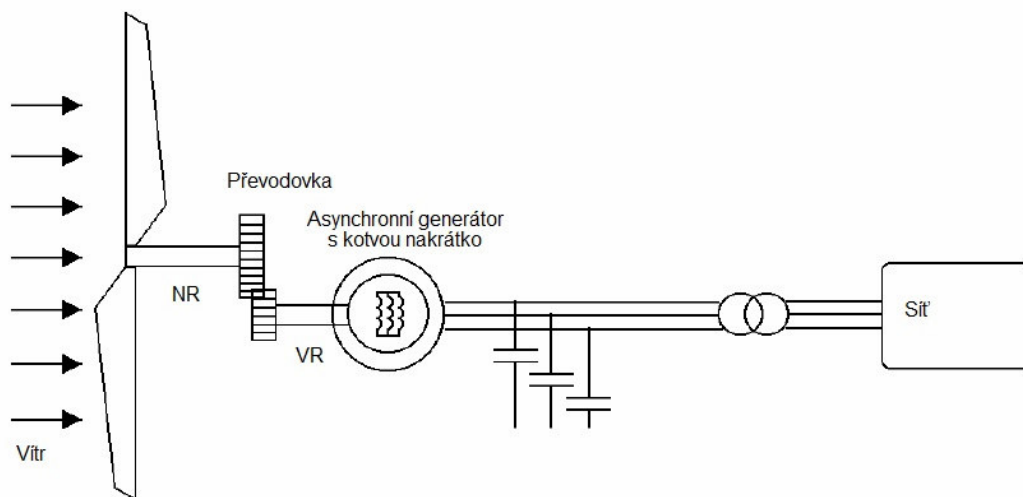 Převodovka
Asynchronní generátor
s kotvou nakrátko
NR
VR
Síť
Vítr